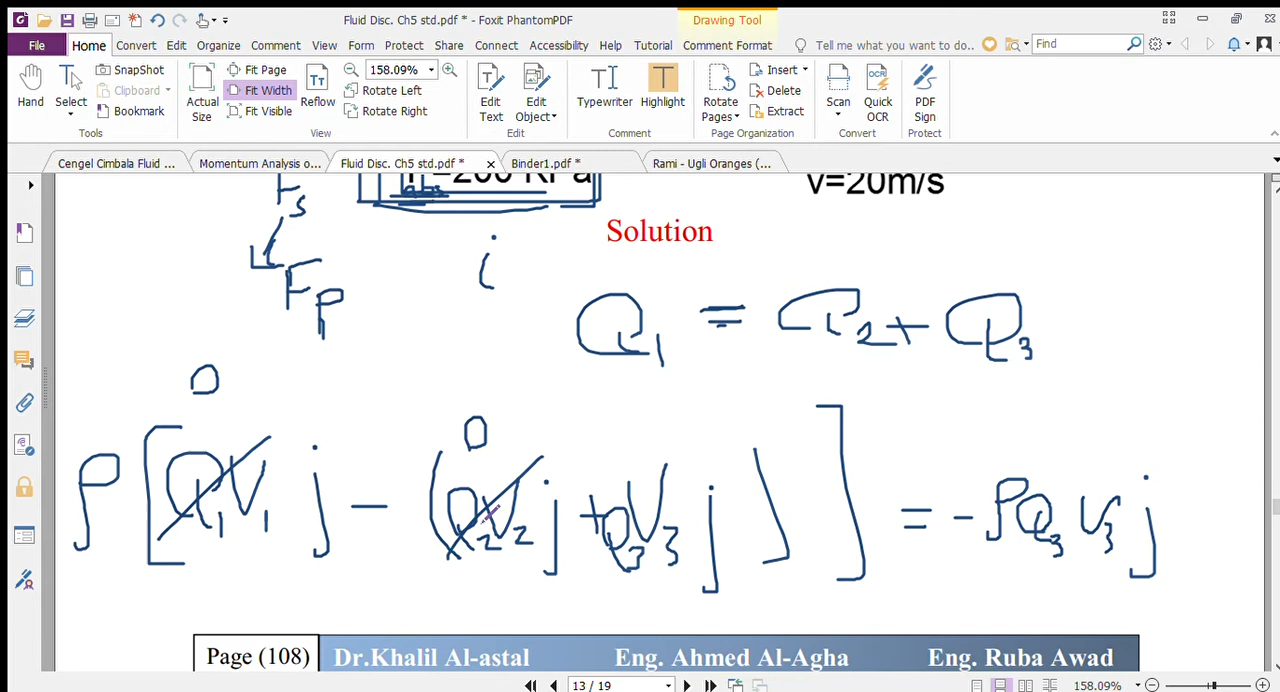 Fluid Disc. Ch5 std.pdf * - Foxit PhantomPDF
Drawing Tool
File Home Convert Edit Organize Comment View Form Protect Share Connect Accessibility Help Tutorial Comment Format Tell me what you want to do.. Find
Hand Select SnapShot Clipboard Bookmark Actual Size Fit Page Fit Width Fit Visible Reflow 158.09% Rotate Left Rotate Right Edit Text Edit Object Typewriter Highlight Rotate Pages Insert Delete Extract Scan Quick OCR PDF Sign
Tools View Edit Comment Page Organization Convert Protect
Cengel Cimbala Fluid ... Momentum Analysis o... Fluid Disc. Ch5 std.pdf * Binder1.pdf * Rami - Ugli Oranges (...
Fs
abs =200 KPa
v=20m/s
Solution
Fp
i
Q1 = Q2 + Q3
0
0
ρ[Q1V1 j - (Q2V2 j + Q3V3 j)] = -ρQ3V3 j
Page (108) Dr.Khalil Al-astal Eng. Ahmed Al-Agha Eng. Ruba Awad
13 / 19 158.09%